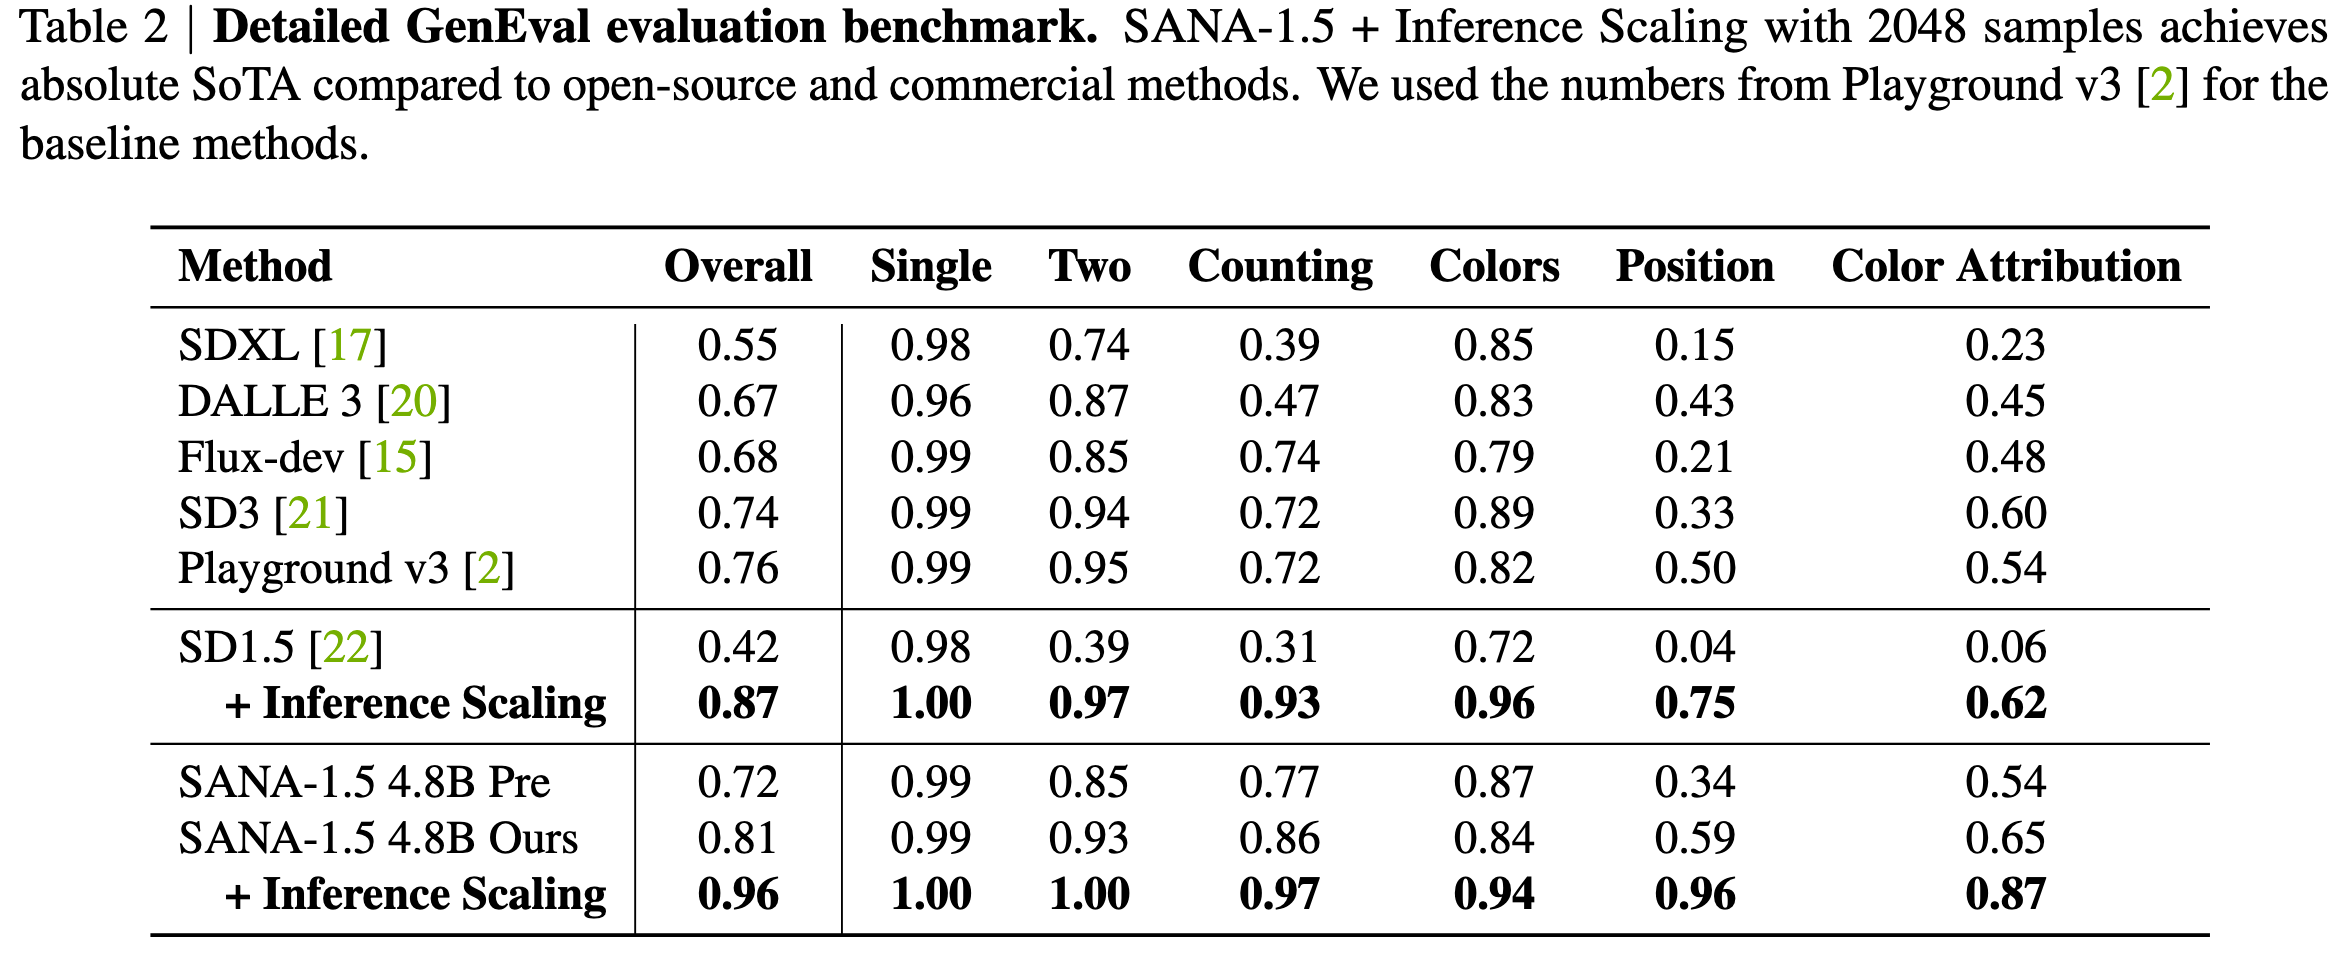 Table 2 | Detailed GenEval evaluation benchmark. SANA-1.5 + Inference Scaling with 2048 samples achieves
absolute SoTA compared to open-source and commercial methods. We used the numbers from Playground v3 [2] for the
baseline methods.
Method Overall Single Two Counting Colors Position Color Attribution
SDXL [17] 0.55 0.98 0.74 0.39 0.85 0.15 0.23
DALLE 3 [20] 0.67 0.96 0.87 0.47 0.83 0.43 0.45
Flux-dev [15] 0.68 0.99 0.85 0.74 0.79 0.21 0.48
SD3 [21] 0.74 0.99 0.94 0.72 0.89 0.33 0.60
Playground v3 [2] 0.76 0.99 0.95 0.72 0.82 0.50 0.54
SD1.5 [22] 0.42 0.98 0.39 0.31 0.72 0.04 0.06
+ Inference Scaling 0.87 1.00 0.97 0.93 0.96 0.75 0.62
SANA-1.5 4.8B Pre 0.72 0.99 0.85 0.77 0.87 0.34 0.54
SANA-1.5 4.8B Ours 0.81 0.99 0.93 0.86 0.84 0.59 0.65
+ Inference Scaling 0.96 1.00 1.00 0.97 0.94 0.96 0.87